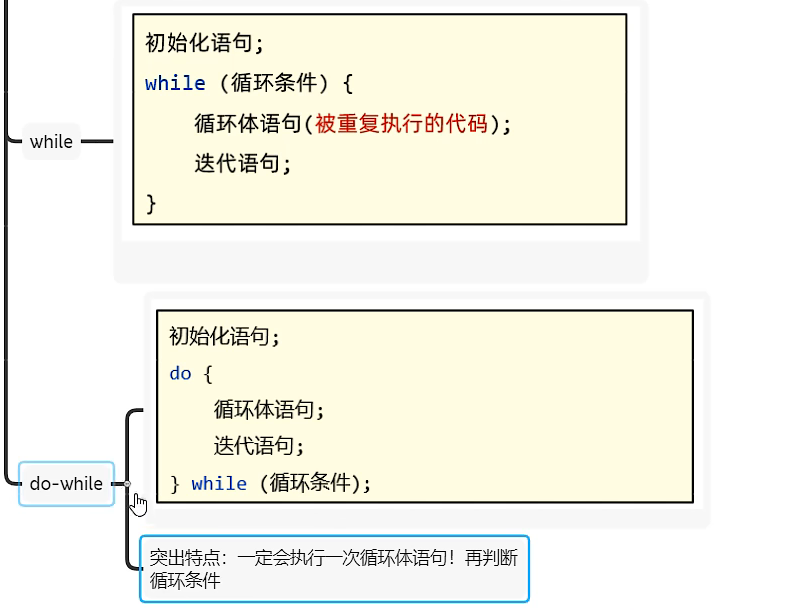 初始化语句;
while (循环条件) {
循环体语句(被重复执行的代码);
迭代语句;
}
while
初始化语句;
do {
循环体语句;
迭代语句;
} while (循环条件);
do-while
突出特点：一定会执行一次循环体语句！再判断
循环条件